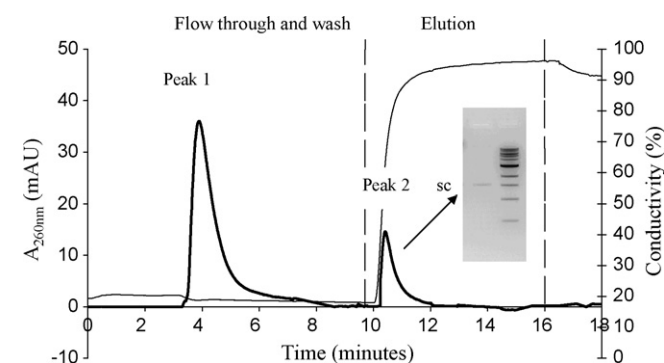 Flow through and wash
Elution
50
100
Peak 1
90
40
80
30
70
60
Peak 2
sc
20
50
40
10
30
0
20
10
-10
0
0 2 4 6 8 10 12 14 16 18
A260nm (mAU)
Conductivity (%)
Time (minutes)